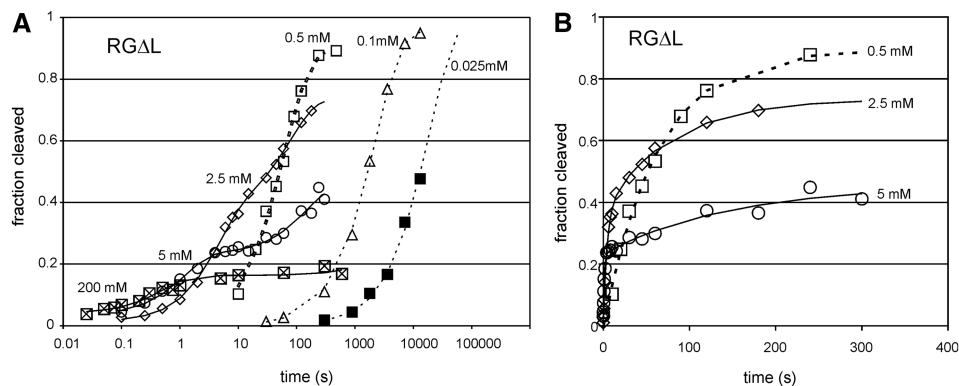 A
RGΔL
fraction cleaved
1
0.8
0.6
0.4
0.2
0
0.5 mM
0.1mM
0.025mM
2.5 mM
5 mM
200 mM
0.01 0.1 1 10 100 1000 10000 100000
time (s)
B
RGΔL
fraction cleaved
1
0.8
0.6
0.4
0.2
0
0.5 mM
2.5 mM
5 mM
0 100 200 300 400
time (s)